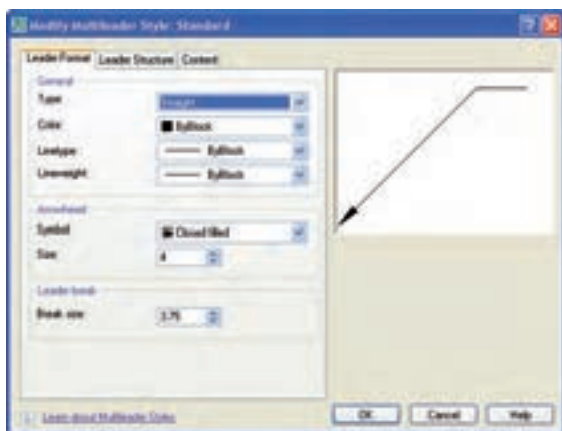 Modify Multileader Style: Standard
Leader Format Leader Structure Content
General
Type: Straight
Color: ByBlock
Linetype: ByBlock
Lineweight: ByBlock
Arrowhead
Symbol: Closed filled
Size: 4
Leader break
Break size: 3.75
Learn about Multileader Styles
OK Cancel Help